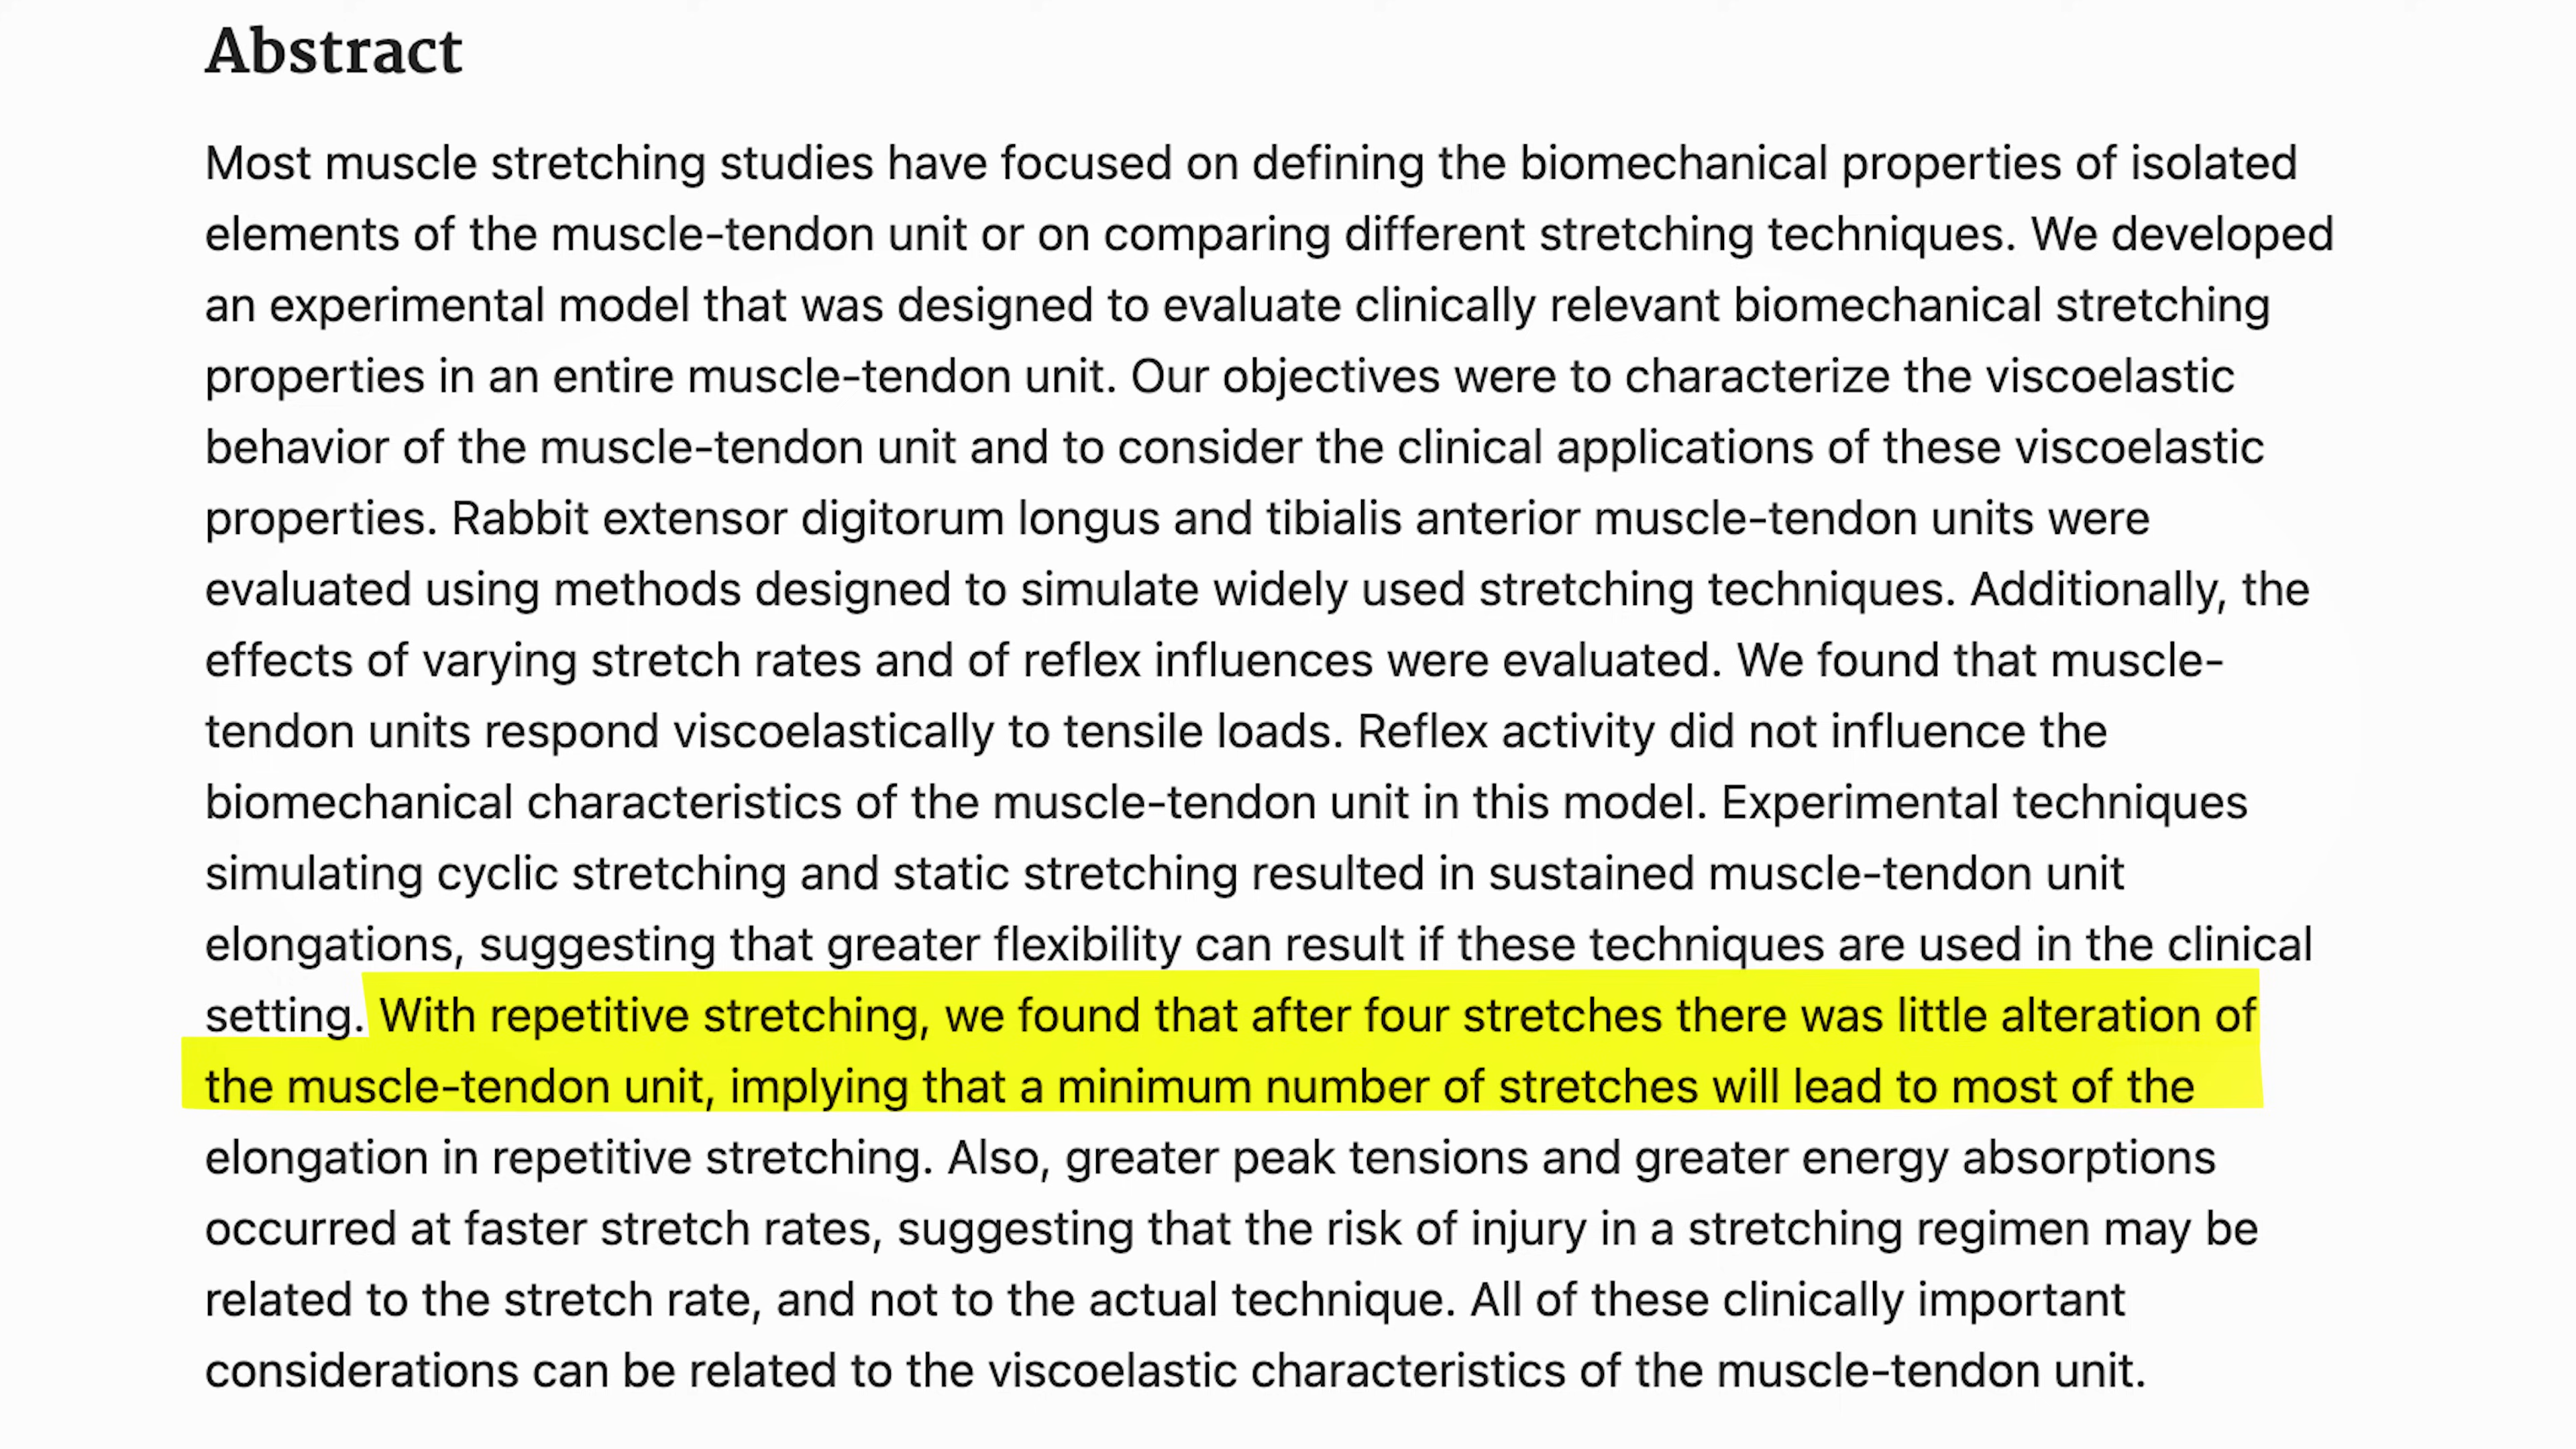 Abstract
Most muscle stretching studies have focused on defining the biomechanical properties of isolated
elements of the muscle-tendon unit or on comparing different stretching techniques. We developed
an experimental model that was designed to evaluate clinically relevant biomechanical stretching
properties in an entire muscle-tendon unit. Our objectives were to characterize the viscoelastic
behavior of the muscle-tendon unit and to consider the clinical applications of these viscoelastic
properties. Rabbit extensor digitorum longus and tibialis anterior muscle-tendon units were
evaluated using methods designed to simulate widely used stretching techniques. Additionally, the
effects of varying stretch rates and of reflex influences were evaluated. We found that muscle-
tendon units respond viscoelastically to tensile loads. Reflex activity did not influence the
biomechanical characteristics of the muscle-tendon unit in this model. Experimental techniques
simulating cyclic stretching and static stretching resulted in sustained muscle-tendon unit
elongations, suggesting that greater flexibility can result if these techniques are used in the clinical
setting. With repetitive stretching, we found that after four stretches there was little alteration of
the muscle-tendon unit, implying that a minimum number of stretches will lead to most of the
elongation in repetitive stretching. Also, greater peak tensions and greater energy absorptions
occurred at faster stretch rates, suggesting that the risk of injury in a stretching regimen may be
related to the stretch rate, and not to the actual technique. All of these clinically important
considerations can be related to the viscoelastic characteristics of the muscle-tendon unit.